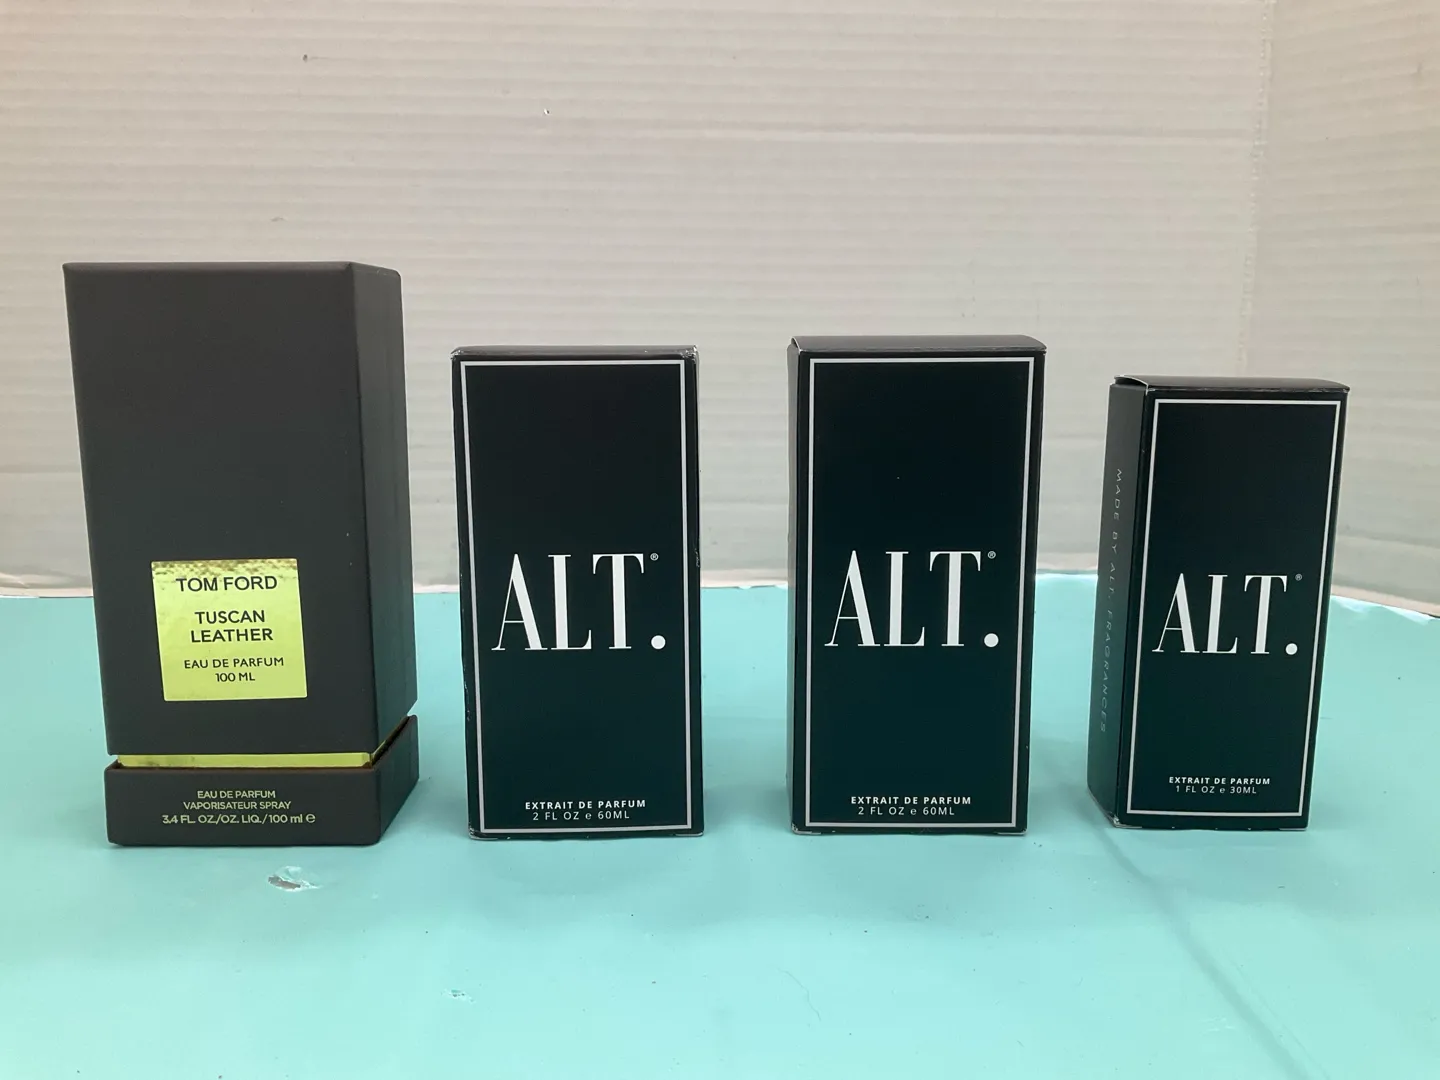 TOM FORD
TUSCAN
LEATHER
EAU DE PARFUM
100 ML
EAU DE PARFUM
VAPORISATEUR SPRAY
3.4 FL. OZ./OZ. LIQ./100 ml ℮
ALT.®
EXTRAIT DE PARFUM
2 FL OZ ℮ 60ML
ALT.®
EXTRAIT DE PARFUM
2 FL OZ ℮ 60ML
MADE BY ALT. FRAGRANCES
ALT.®
EXTRAIT DE PARFUM
1 FL OZ ℮ 30ML